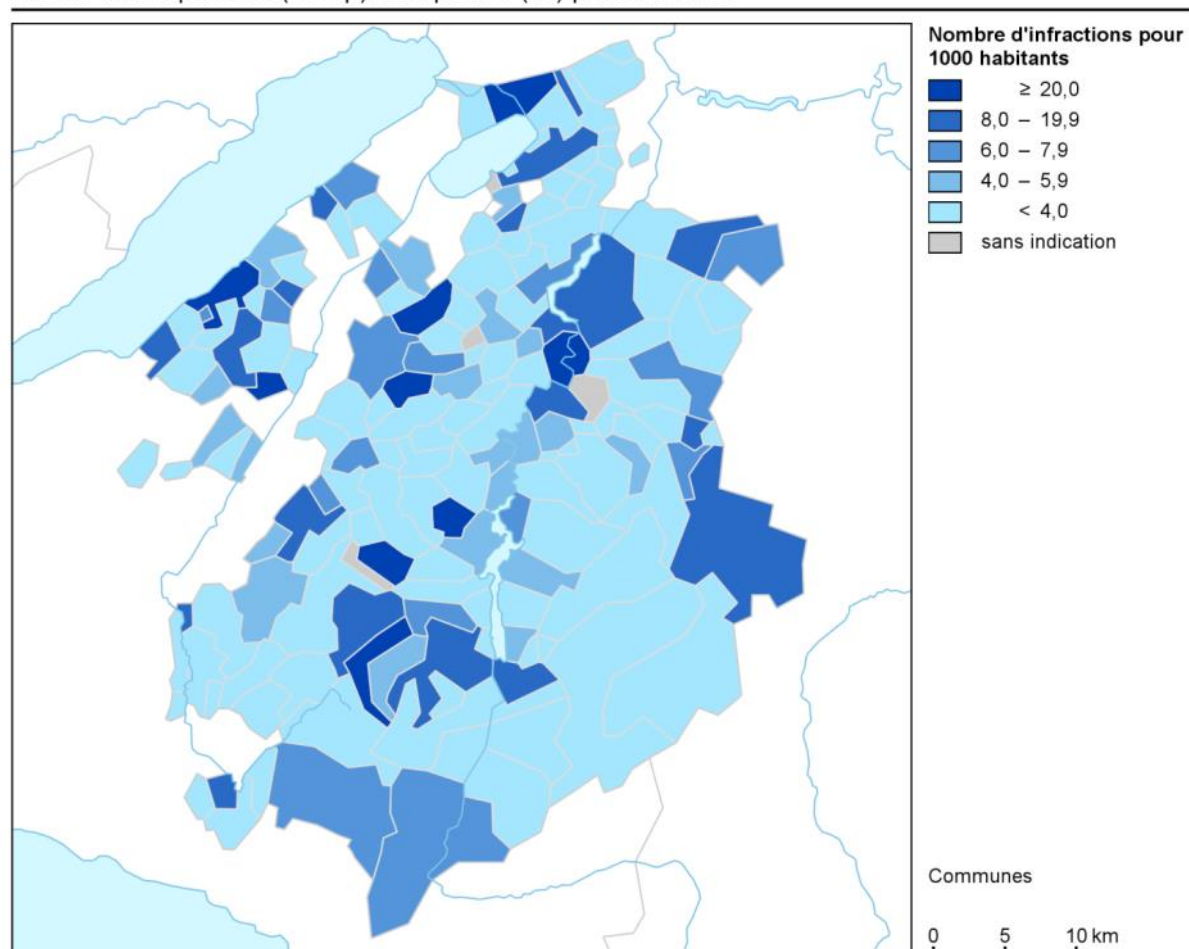 Nombre d'infractions pour
1000 habitants
≥ 20,0
8,0 – 19,9
6,0 – 7,9
4,0 – 5,9
< 4,0
sans indication
Communes
0 5 10 km